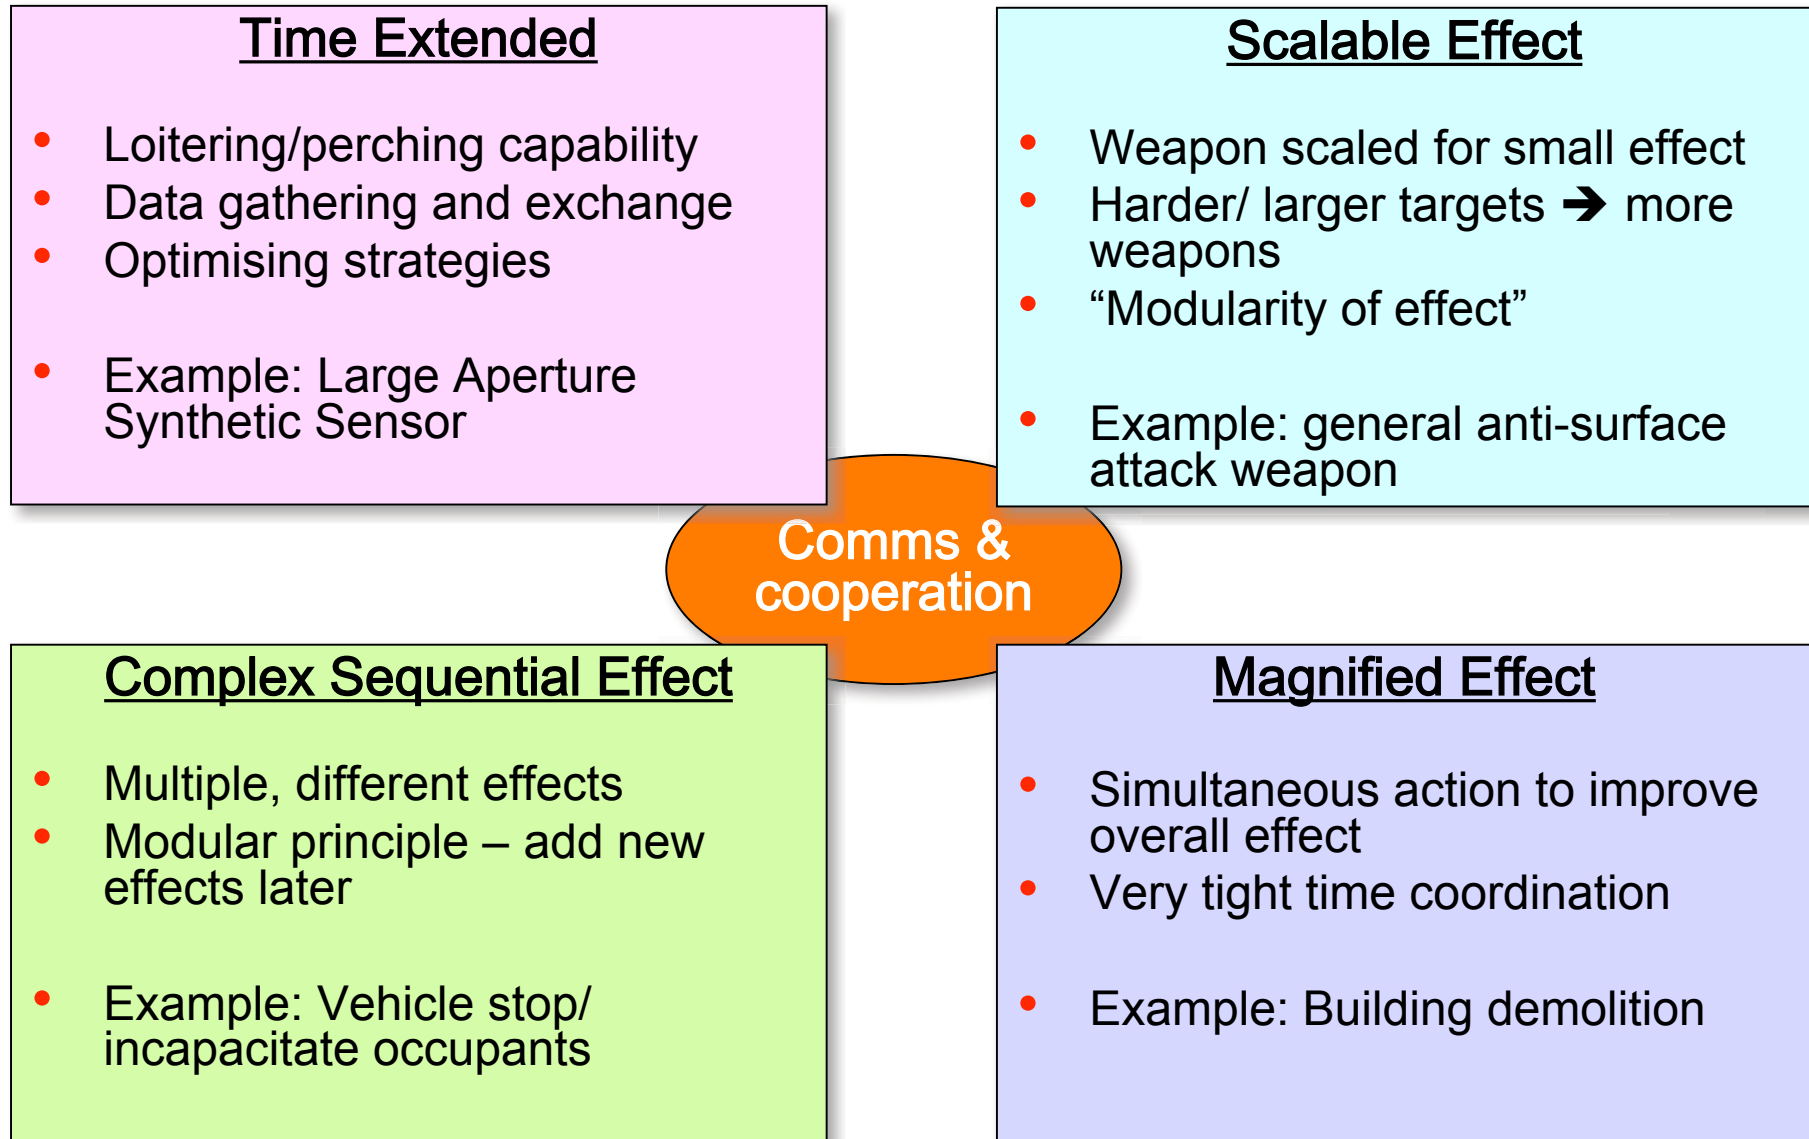 Time Extended
• Loitering/perching capability
• Data gathering and exchange
• Optimising strategies
• Example: Large Aperture
Synthetic Sensor
Scalable Effect
• Weapon scaled for small effect
• Harder/ larger targets ➔ more
weapons
• “Modularity of effect”
• Example: general anti-surface
attack weapon
Comms &
cooperation
Complex Sequential Effect
• Multiple, different effects
• Modular principle – add new
effects later
• Example: Vehicle stop/
incapacitate occupants
Magnified Effect
• Simultaneous action to improve
overall effect
• Very tight time coordination
• Example: Building demolition